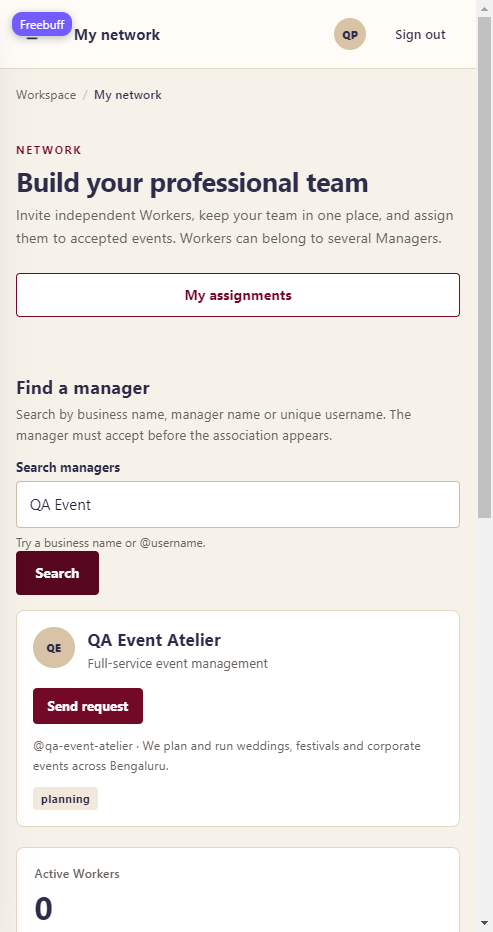 Freebuff
My network
QP
Sign out
Workspace / My network
NETWORK
Build your professional team
Invite independent Workers, keep your team in one place, and assign
them to accepted events. Workers can belong to several Managers.
My assignments
Find a manager
Search by business name, manager name or unique username. The
manager must accept before the association appears.
Search managers
QA Event
Try a business name or @username.
Search
QE
QA Event Atelier
Full-service event management
Send request
@qa-event-atelier · We plan and run weddings, festivals and corporate
events across Bengaluru.
planning
Active Workers
0